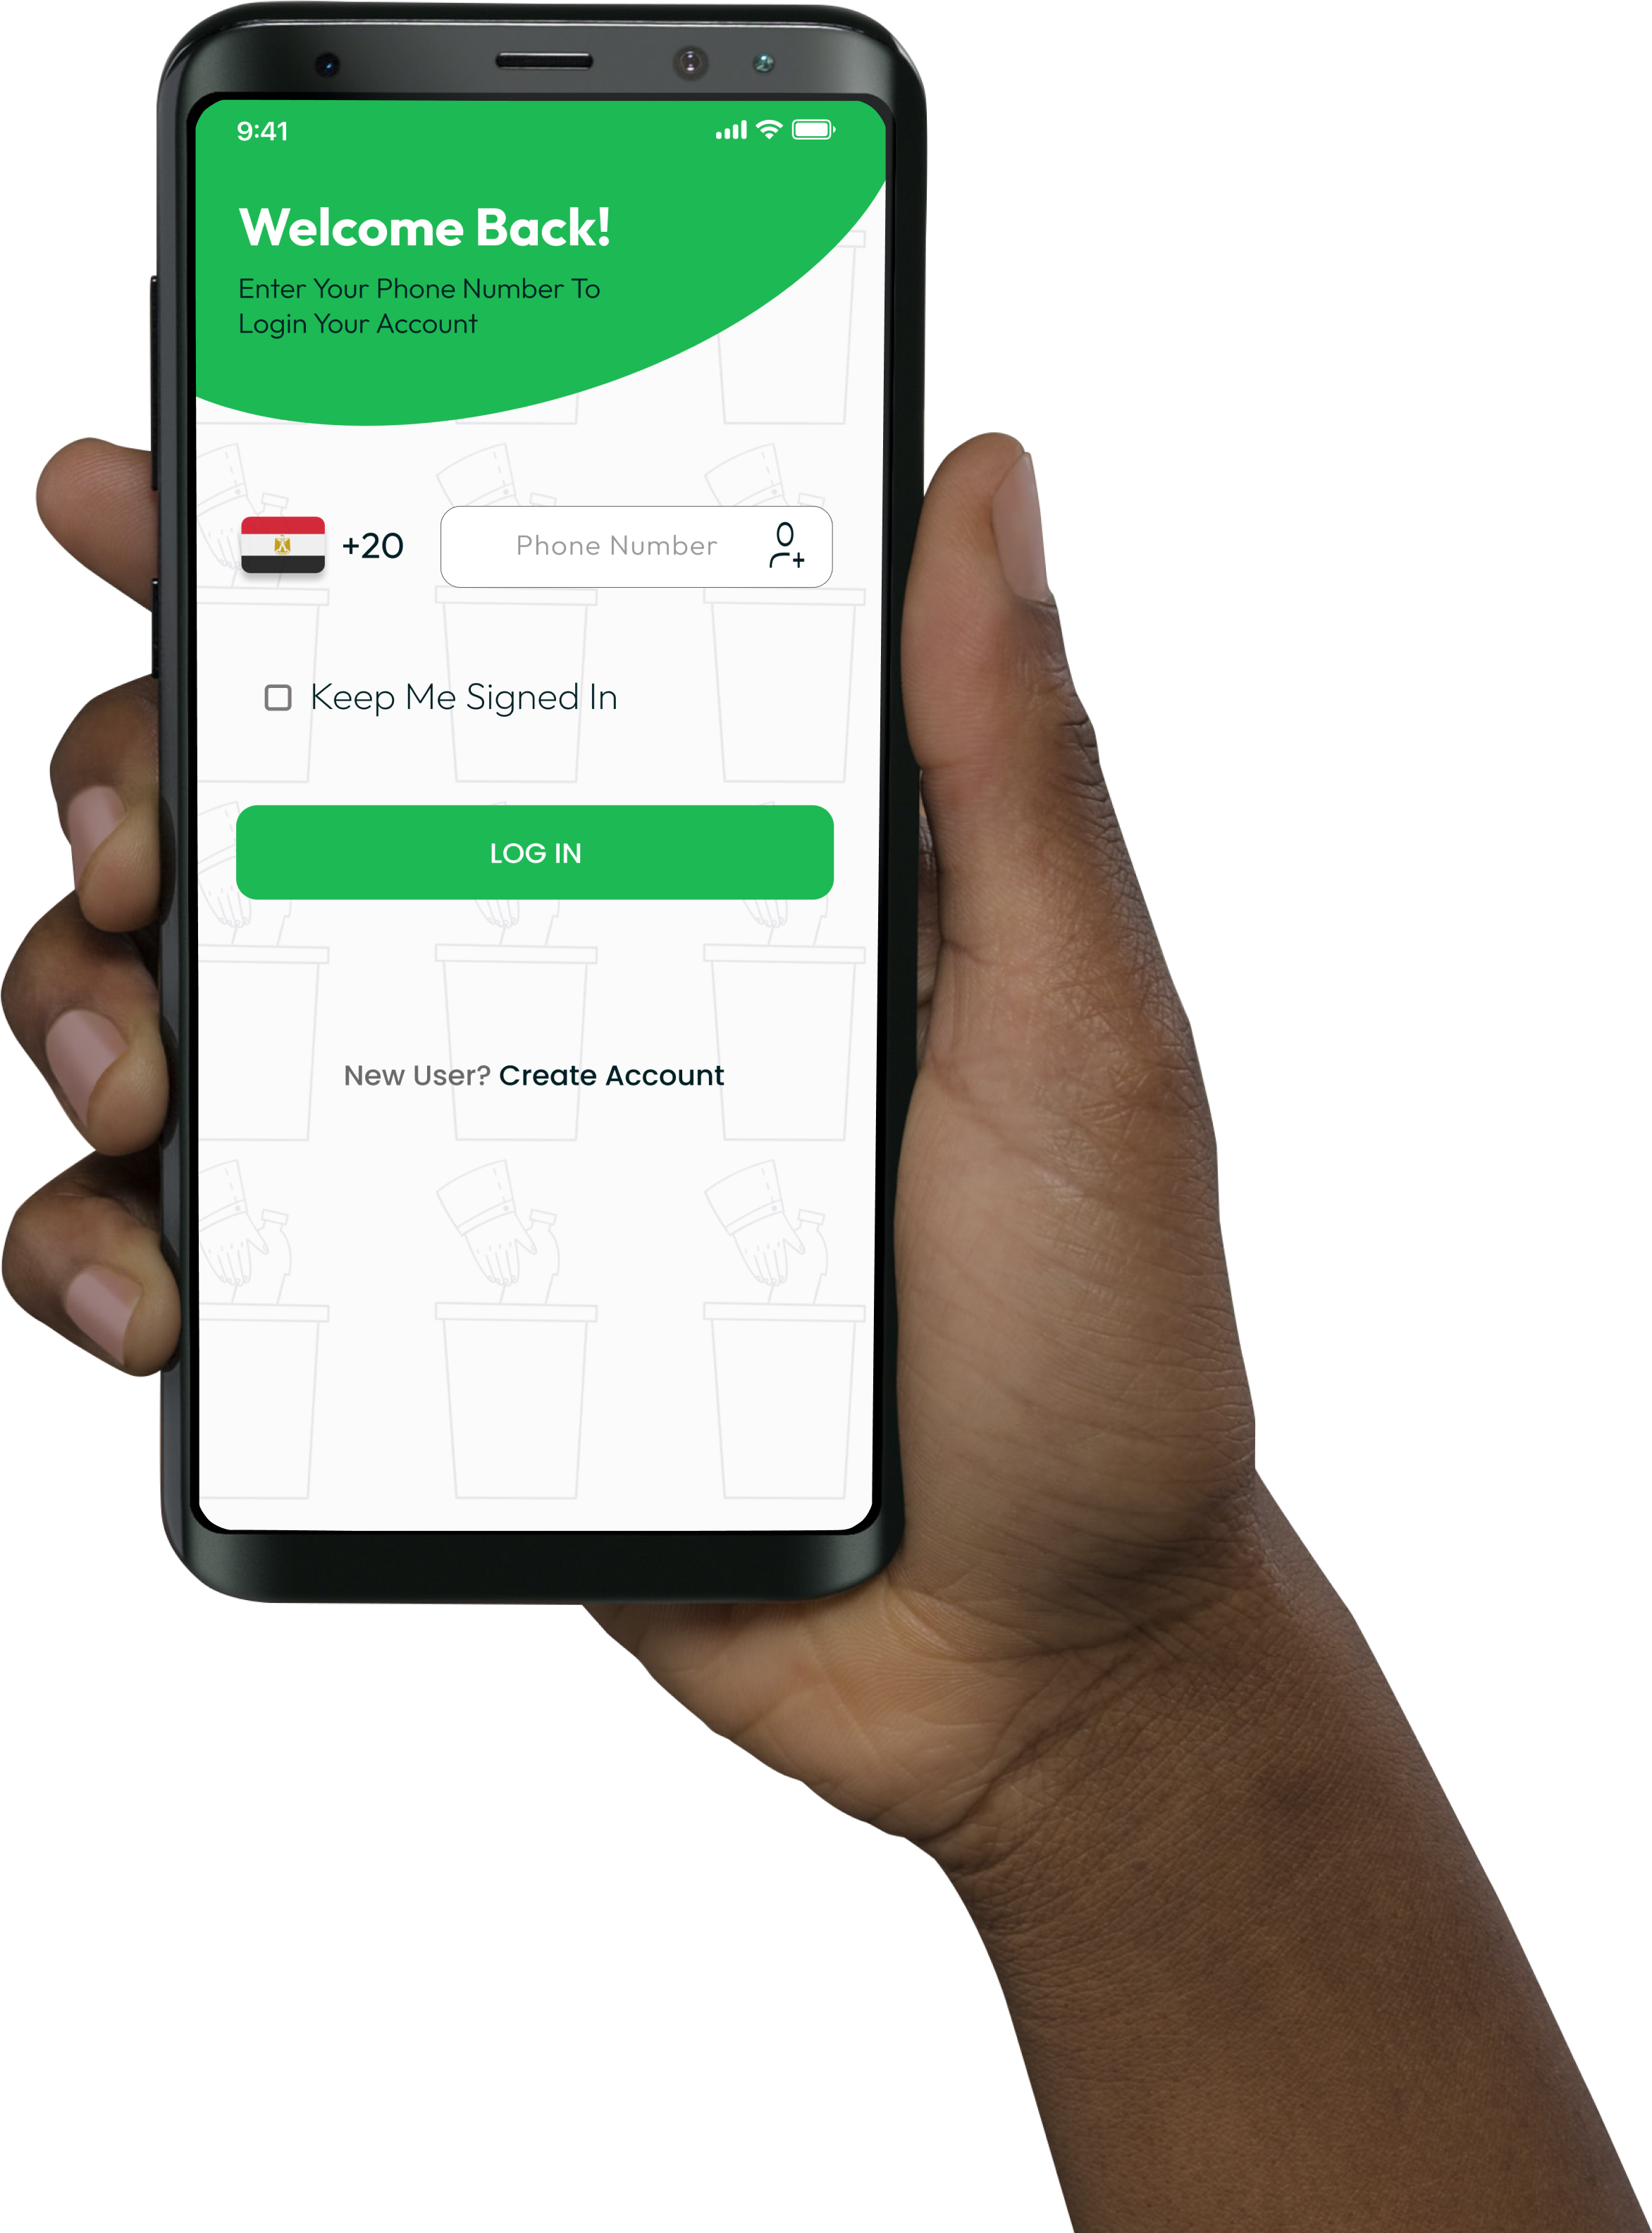 9:41
Welcome Back!
Enter Your Phone Number To
Login Your Account
+20 Phone Number
Keep Me Signed In
LOG IN
New User? Create Account